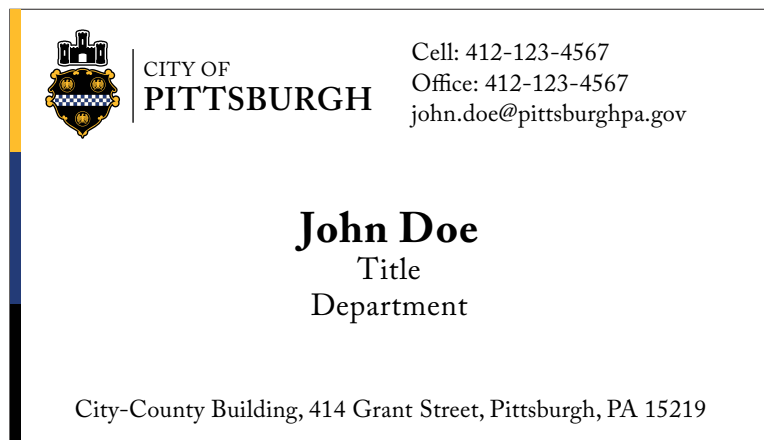 CITY OF
PITTSBURGH
Cell: 412-123-4567
Office: 412-123-4567
john.doe@pittsburghpa.gov
John Doe
Title
Department
City-County Building, 414 Grant Street, Pittsburgh, PA 15219